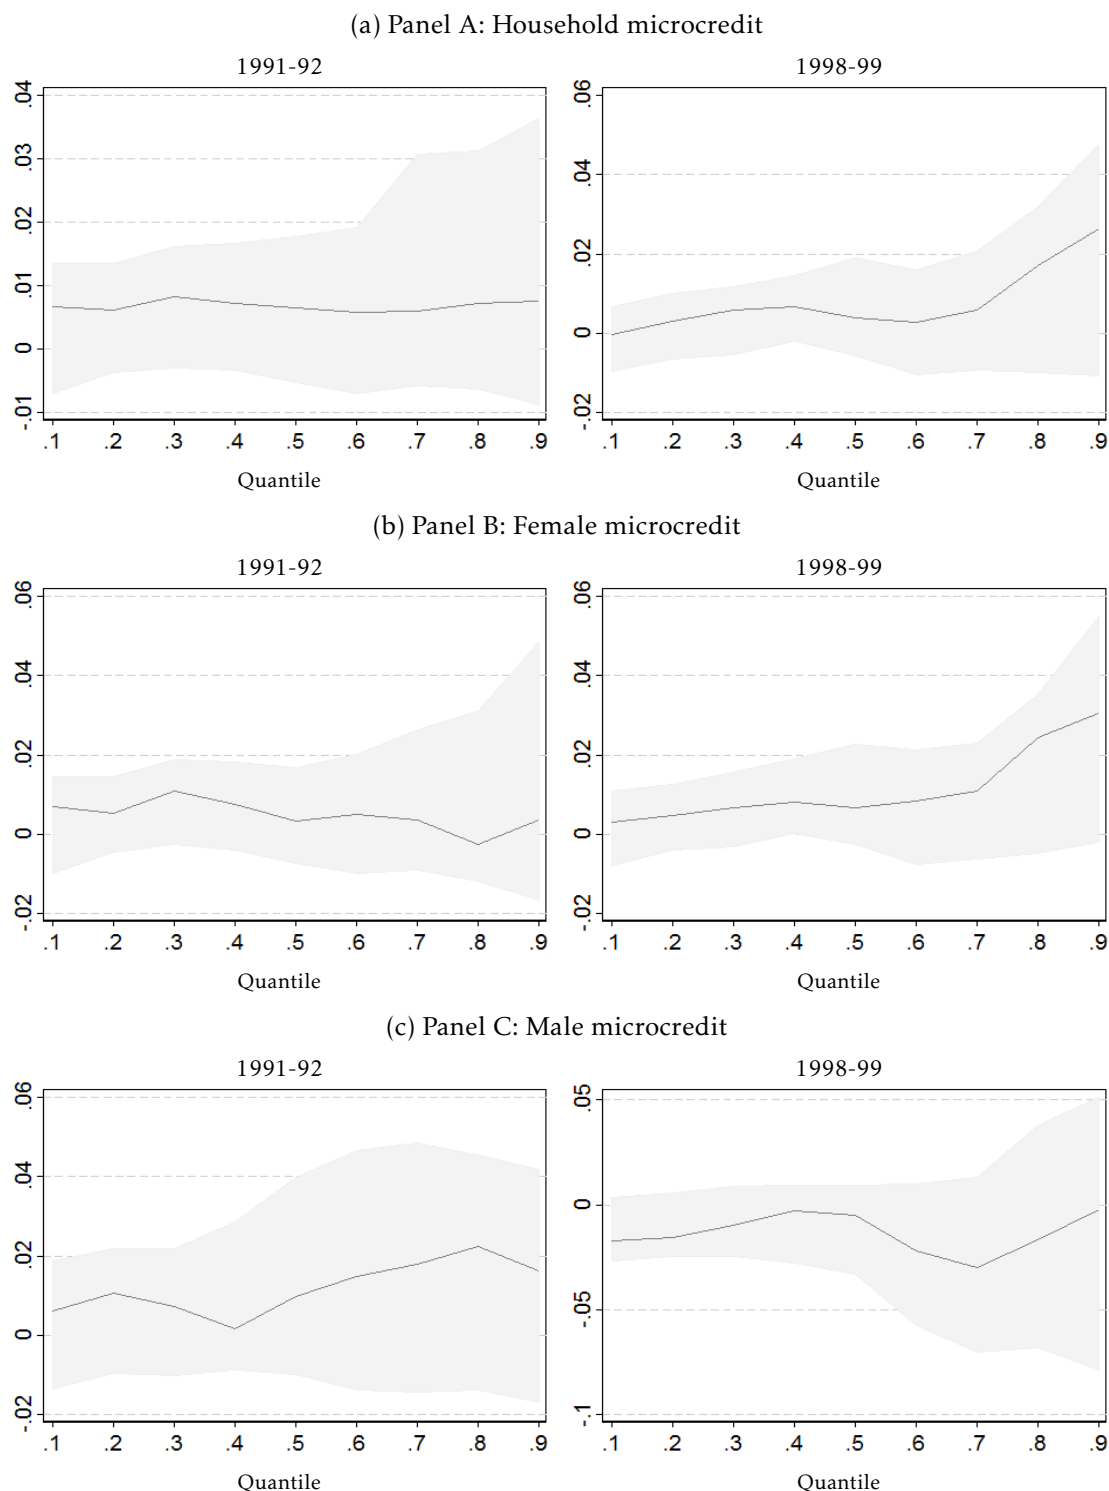 (a) Panel A: Household microcredit
1991-92
.04
.03
.02
.01
0
-.01
.1 .2 .3 .4 .5 .6 .7 .8 .9
Quantile
1998-99
.06
.04
.02
0
-.02
.1 .2 .3 .4 .5 .6 .7 .8 .9
Quantile
(b) Panel B: Female microcredit
1991-92
.06
.04
.02
0
-.02
.1 .2 .3 .4 .5 .6 .7 .8 .9
Quantile
1998-99
.06
.04
.02
0
-.02
.1 .2 .3 .4 .5 .6 .7 .8 .9
Quantile
(c) Panel C: Male microcredit
1991-92
.06
.04
.02
0
-.02
.1 .2 .3 .4 .5 .6 .7 .8 .9
Quantile
1998-99
.05
0
-.05
-.1
.1 .2 .3 .4 .5 .6 .7 .8 .9
Quantile